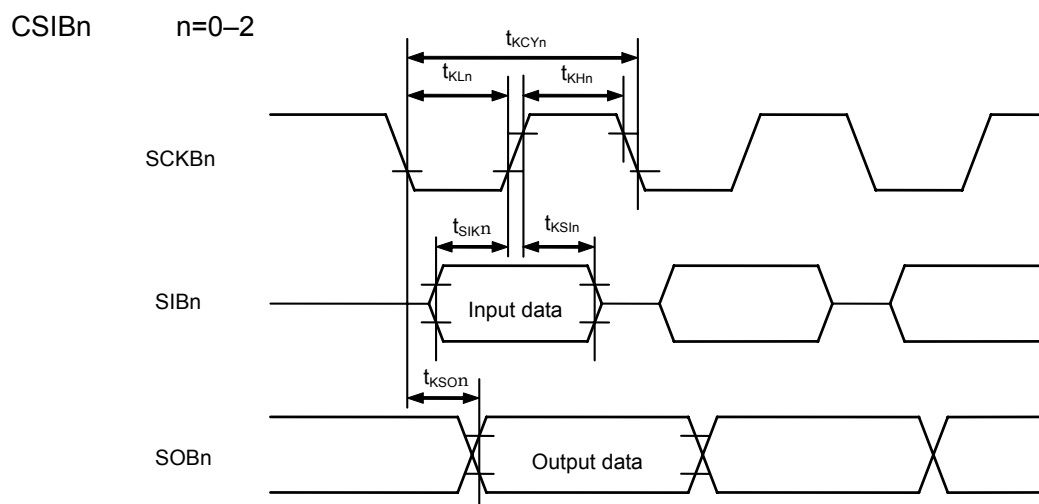 CSIBn n=0–2
tKCYn
tKLn tKHn
SCKBn
tSIKn tKSIn
SIBn Input data
tKSOn
SOBn Output data